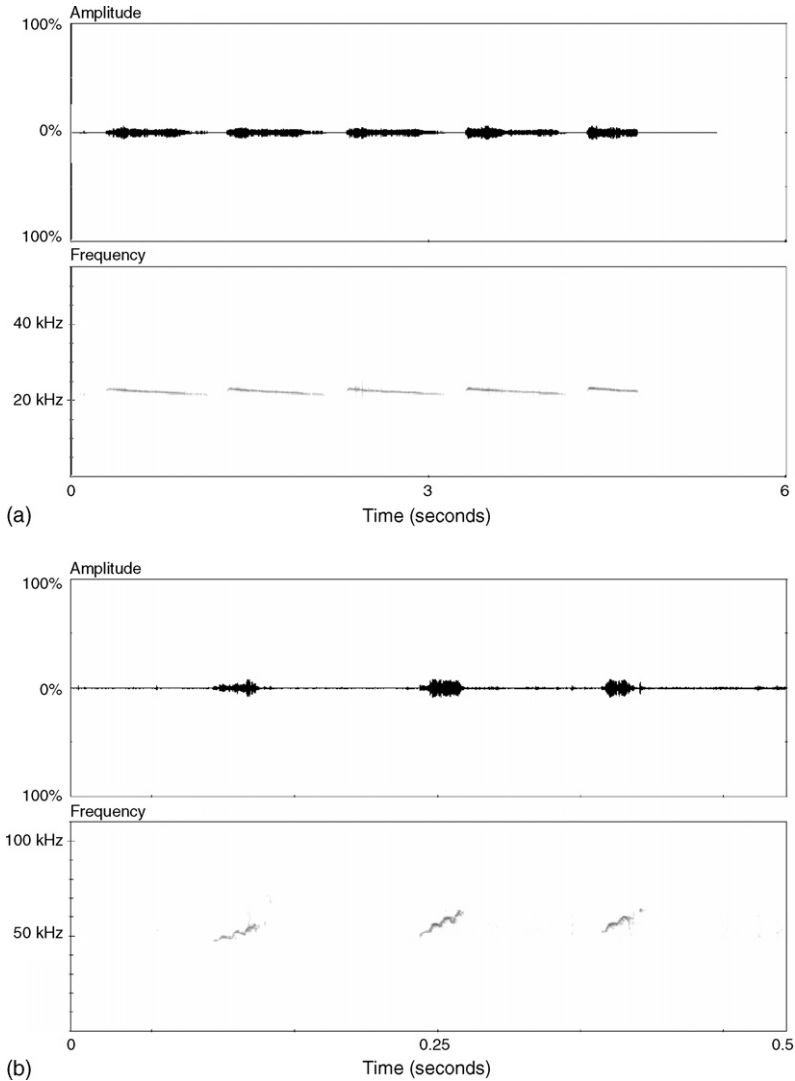 Amplitude
100%
0%
100%
Frequency
40 kHz
20 kHz
0 3 6
Time (seconds)
(a)
Amplitude
100%
0%
100%
Frequency
100 kHz
50 kHz
0 0.25 0.5
Time (seconds)
(b)